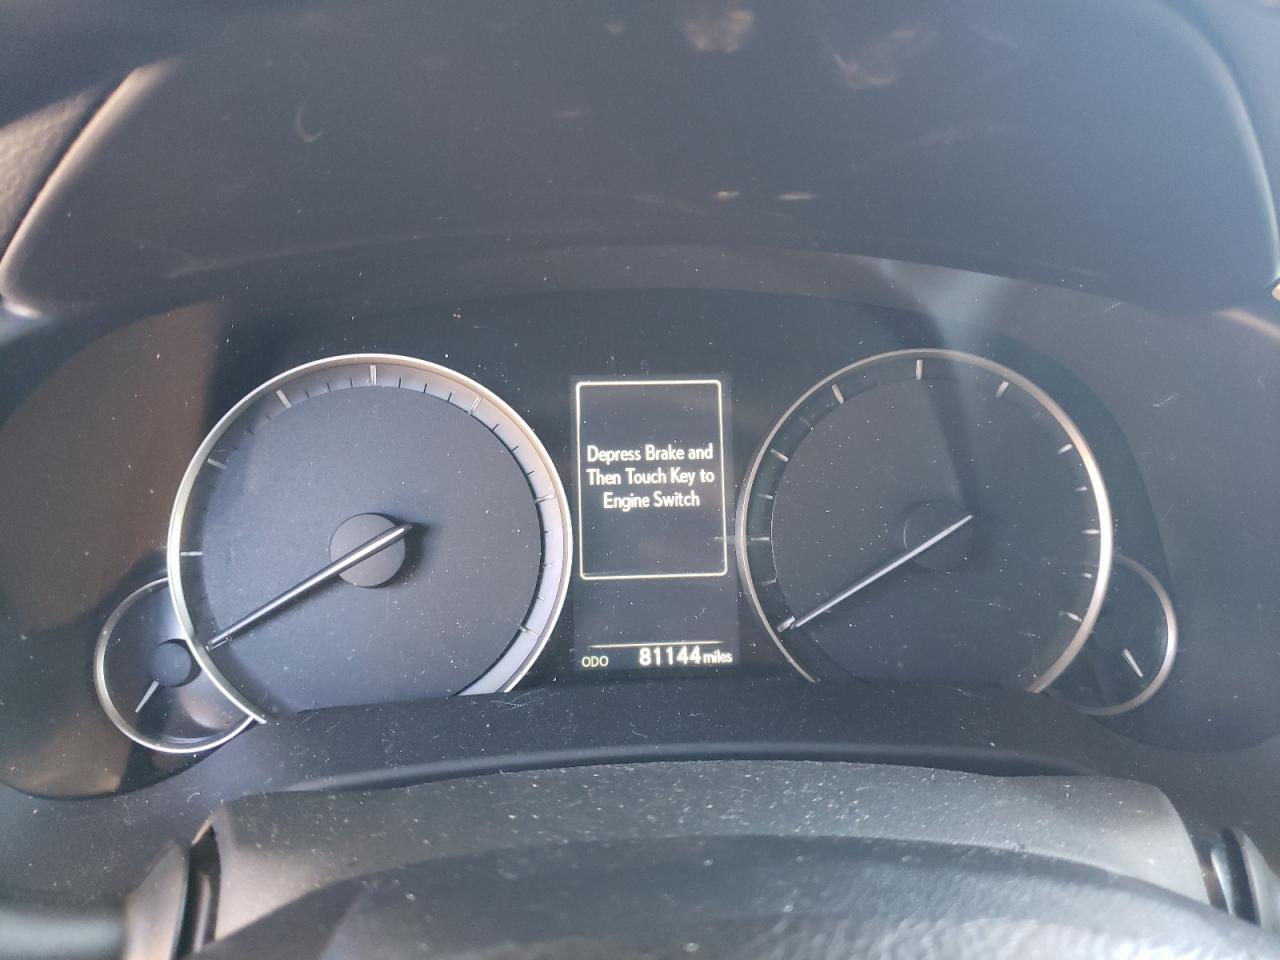 Depress Brake and
Then Touch Key to
Engine Switch
ODO 81144 miles